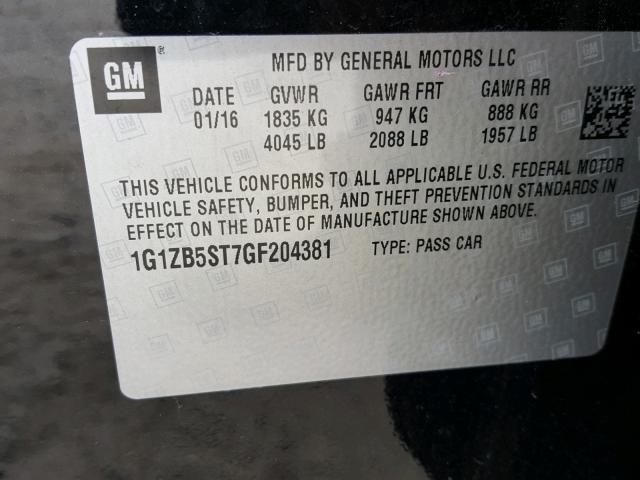 GM ® MFD BY GENERAL MOTORS LLC
DATE GVWR GAWR FRT GAWR RR
01/16 1835 KG 947 KG 888 KG
4045 LB 2088 LB 1957 LB
THIS VEHICLE CONFORMS TO ALL APPLICABLE U.S. FEDERAL MOTOR
VEHICLE SAFETY, BUMPER, AND THEFT PREVENTION STANDARDS IN
EFFECT ON THE DATE OF MANUFACTURE SHOWN ABOVE.
1G1ZB5ST7GF204381 TYPE: PASS CAR